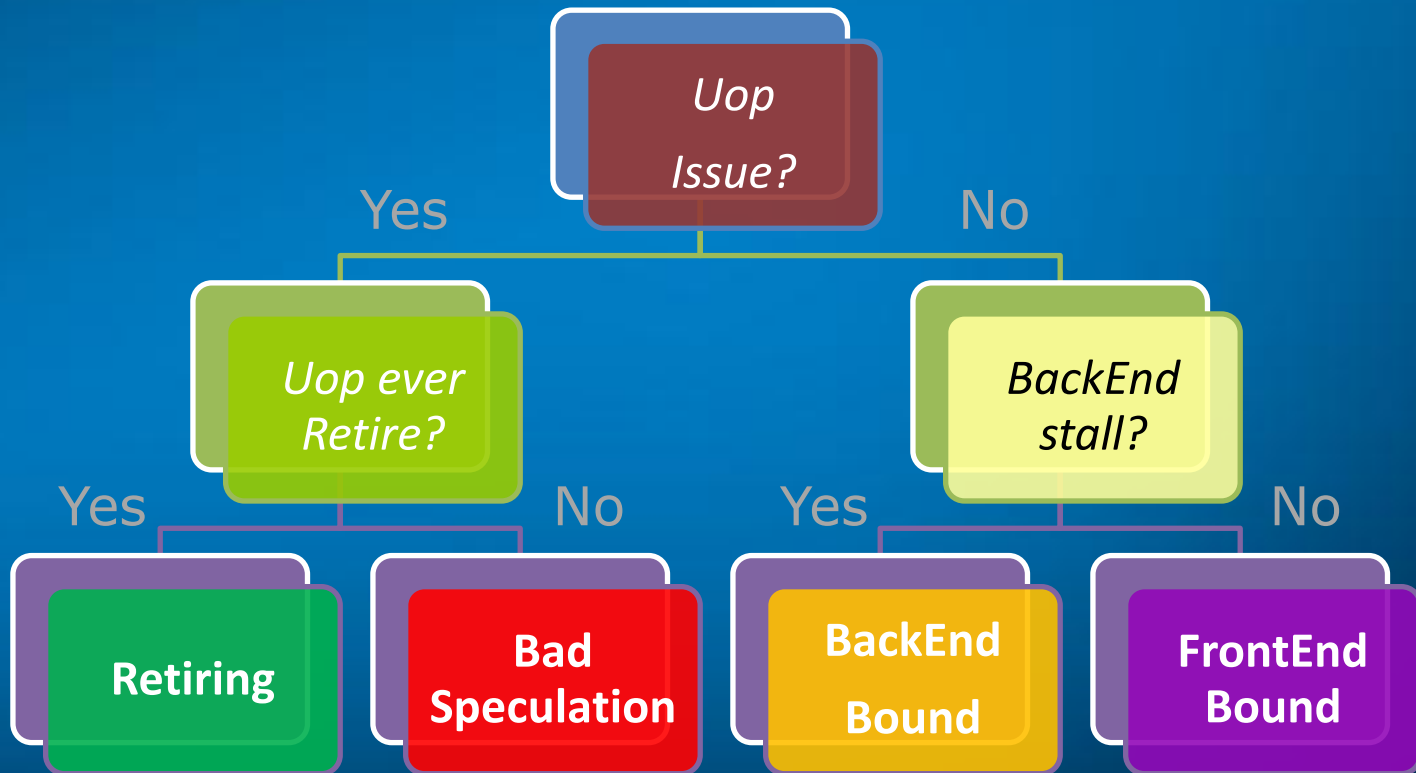 Uop
Issue?
Yes
No
Uop ever
Retire?
BackEnd
stall?
Yes
No
Yes
No
Retiring
Bad
Speculation
BackEnd
Bound
FrontEnd
Bound